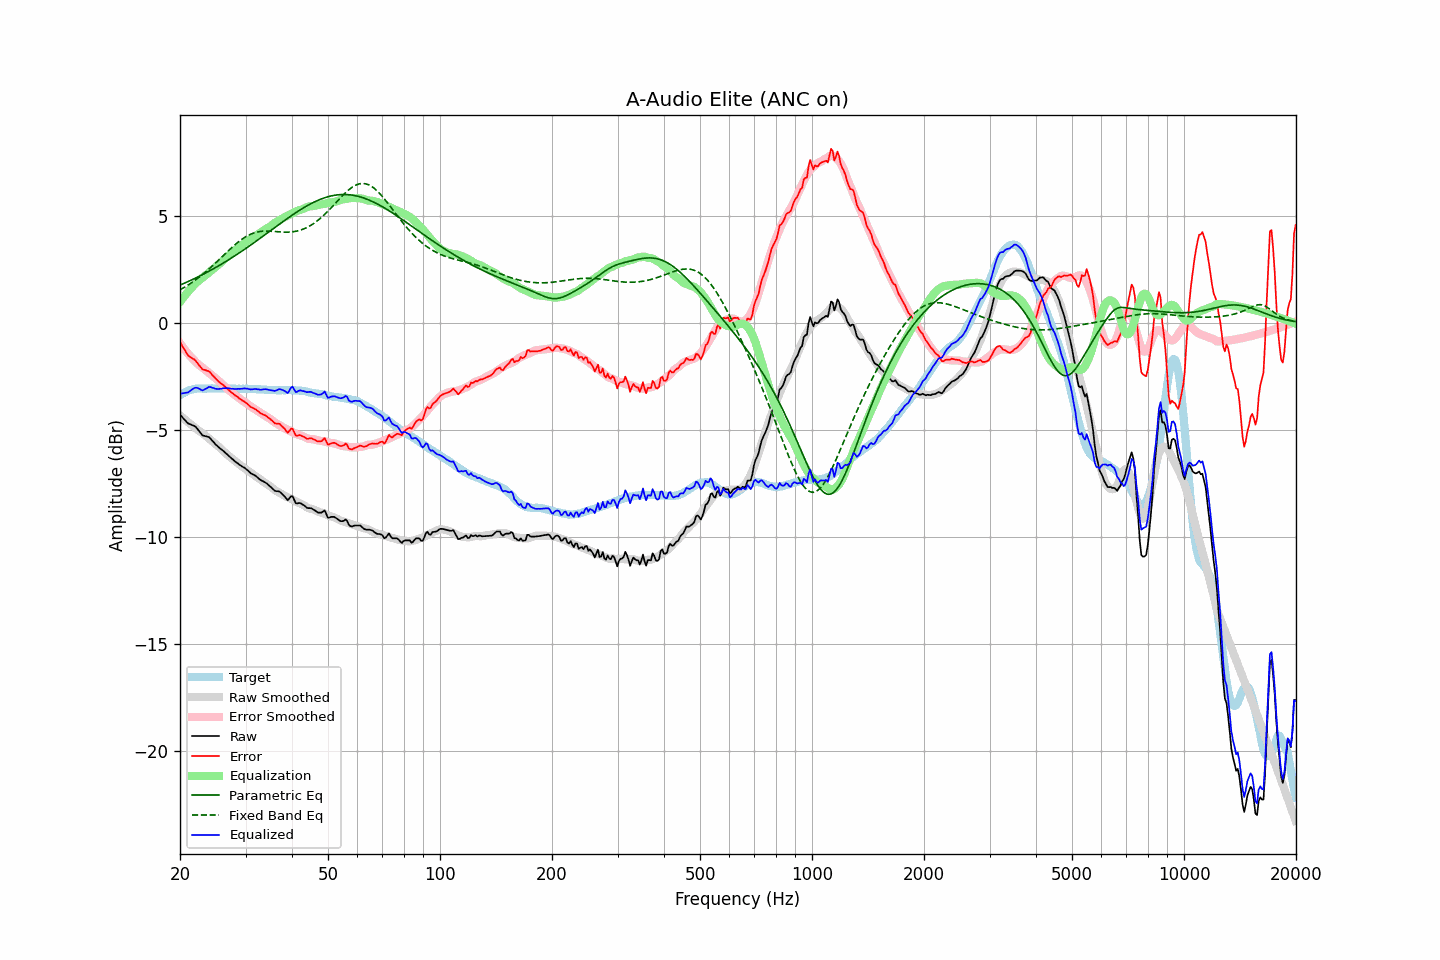 A-Audio Elite (ANC on)
Amplitude (dBr)
5
0
−5
−10
−15
−20
Target
Raw Smoothed
Error Smoothed
Raw
Error
Equalization
Parametric Eq
Fixed Band Eq
Equalized
20 50 100 200 500 1000 2000 5000 10000 20000
Frequency (Hz)